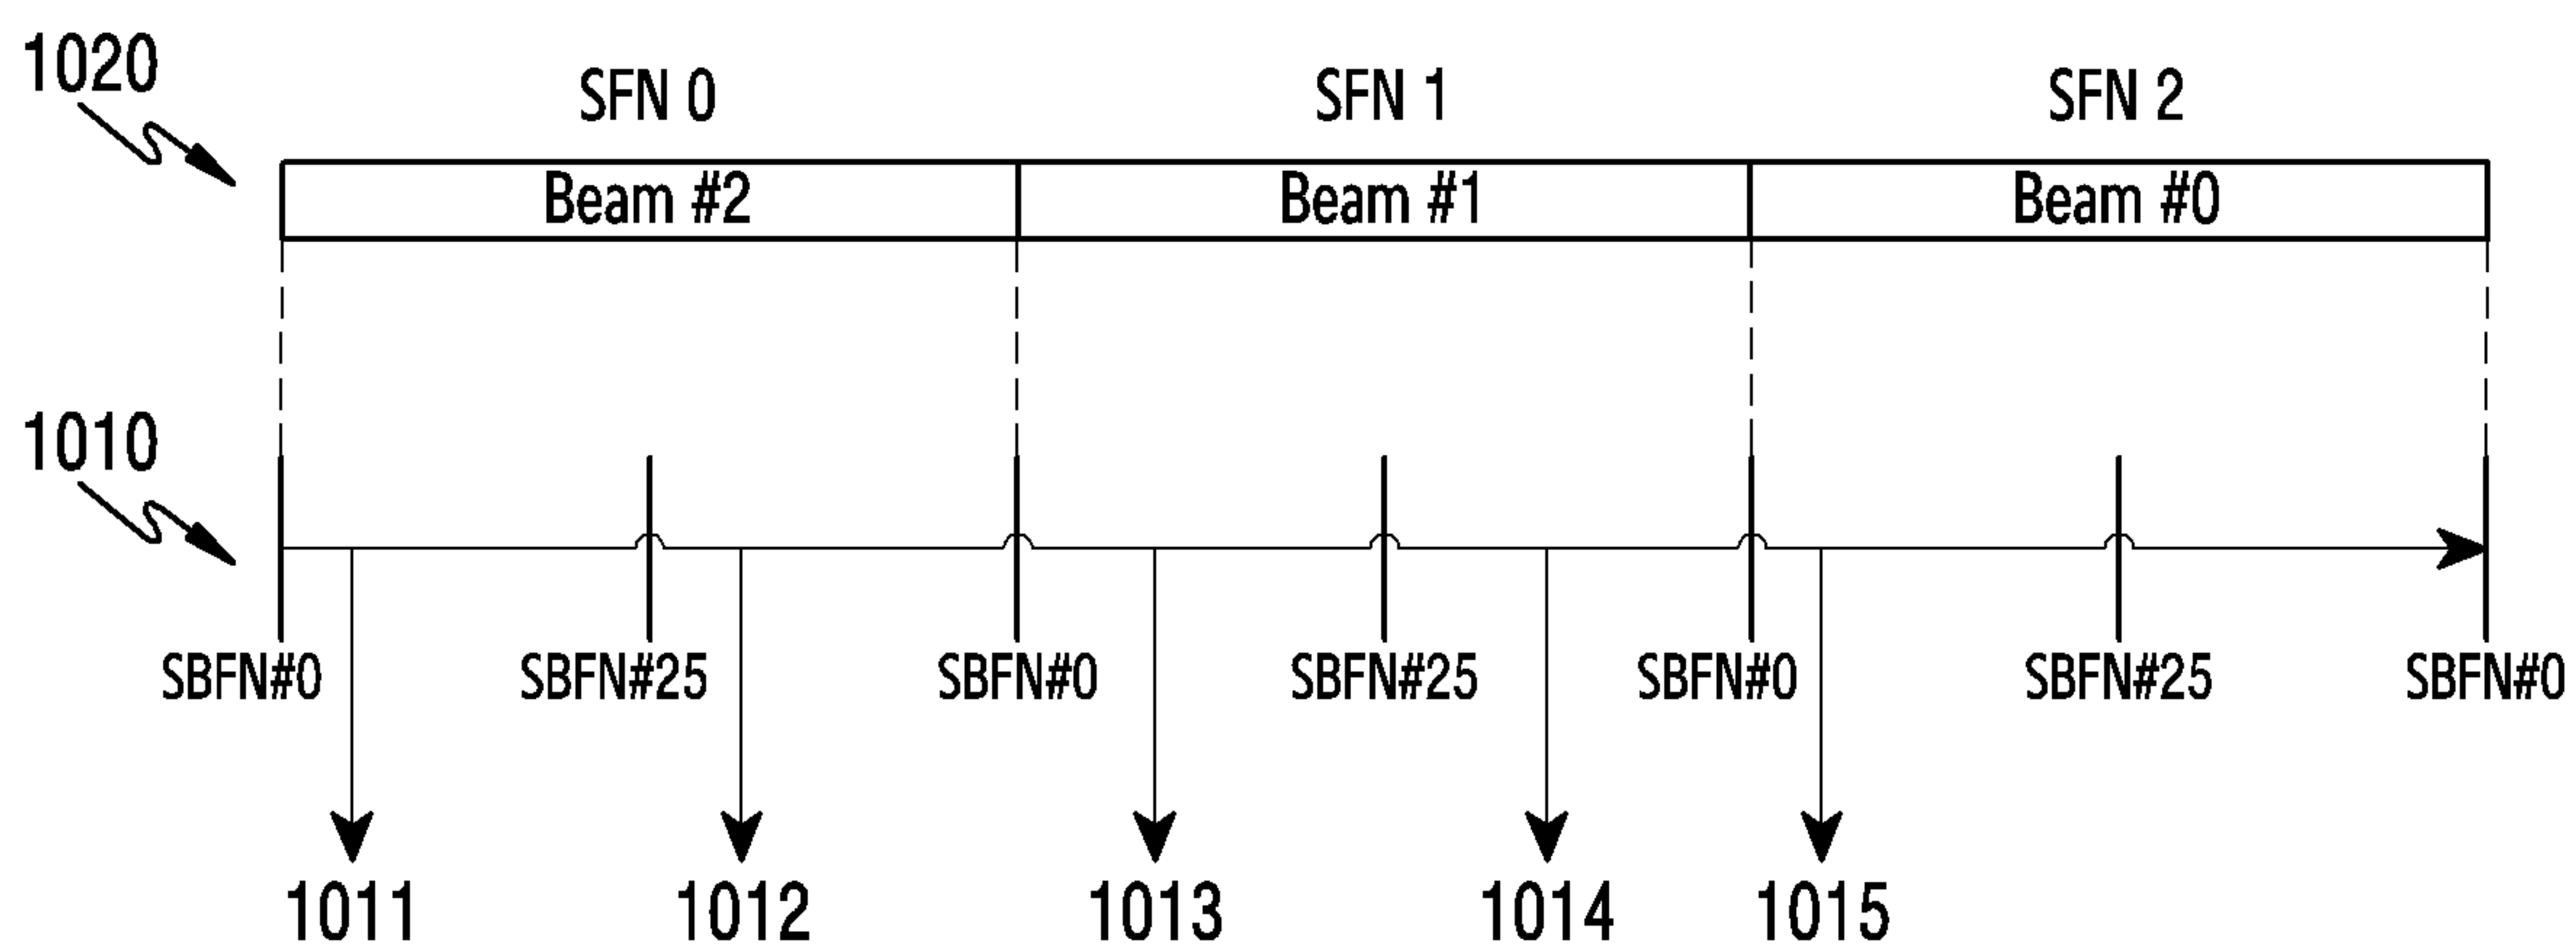 1020
SFN 0 SFN 1 SFN 2
Beam #2 Beam #1 Beam #0
1010
SBFN#0 SBFN#25 SBFN#0 SBFN#25 SBFN#0 SBFN#25 SBFN#0
1011 1012 1013 1014 1015